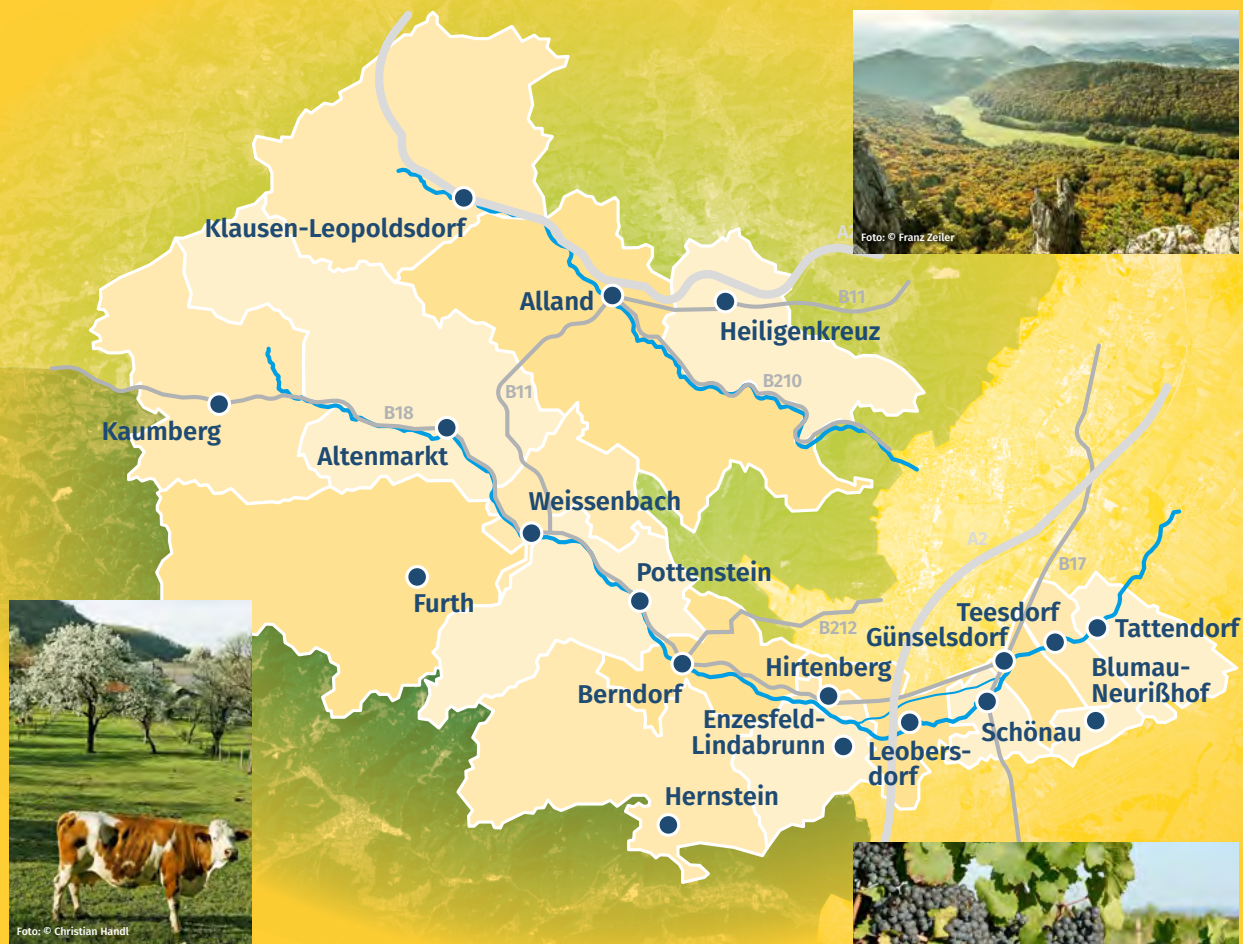 Foto: © Franz Zeiler
Klausen-Leopoldsdorf
Alland
B11
Heiligenkreuz
B11
B210
Kaumberg
B18
Altenmarkt
Weissenbach
A2
B17
Pottenstein
Furth
Teesdorf
Günselsdorf
Tattendorf
B212
Hirtenberg
Blumau-
Neurißhof
Berndorf
Enzesfeld-
Lindabrunn
Schönau
Leobers-
dorf
Hernstein
Foto: © Christian Handl